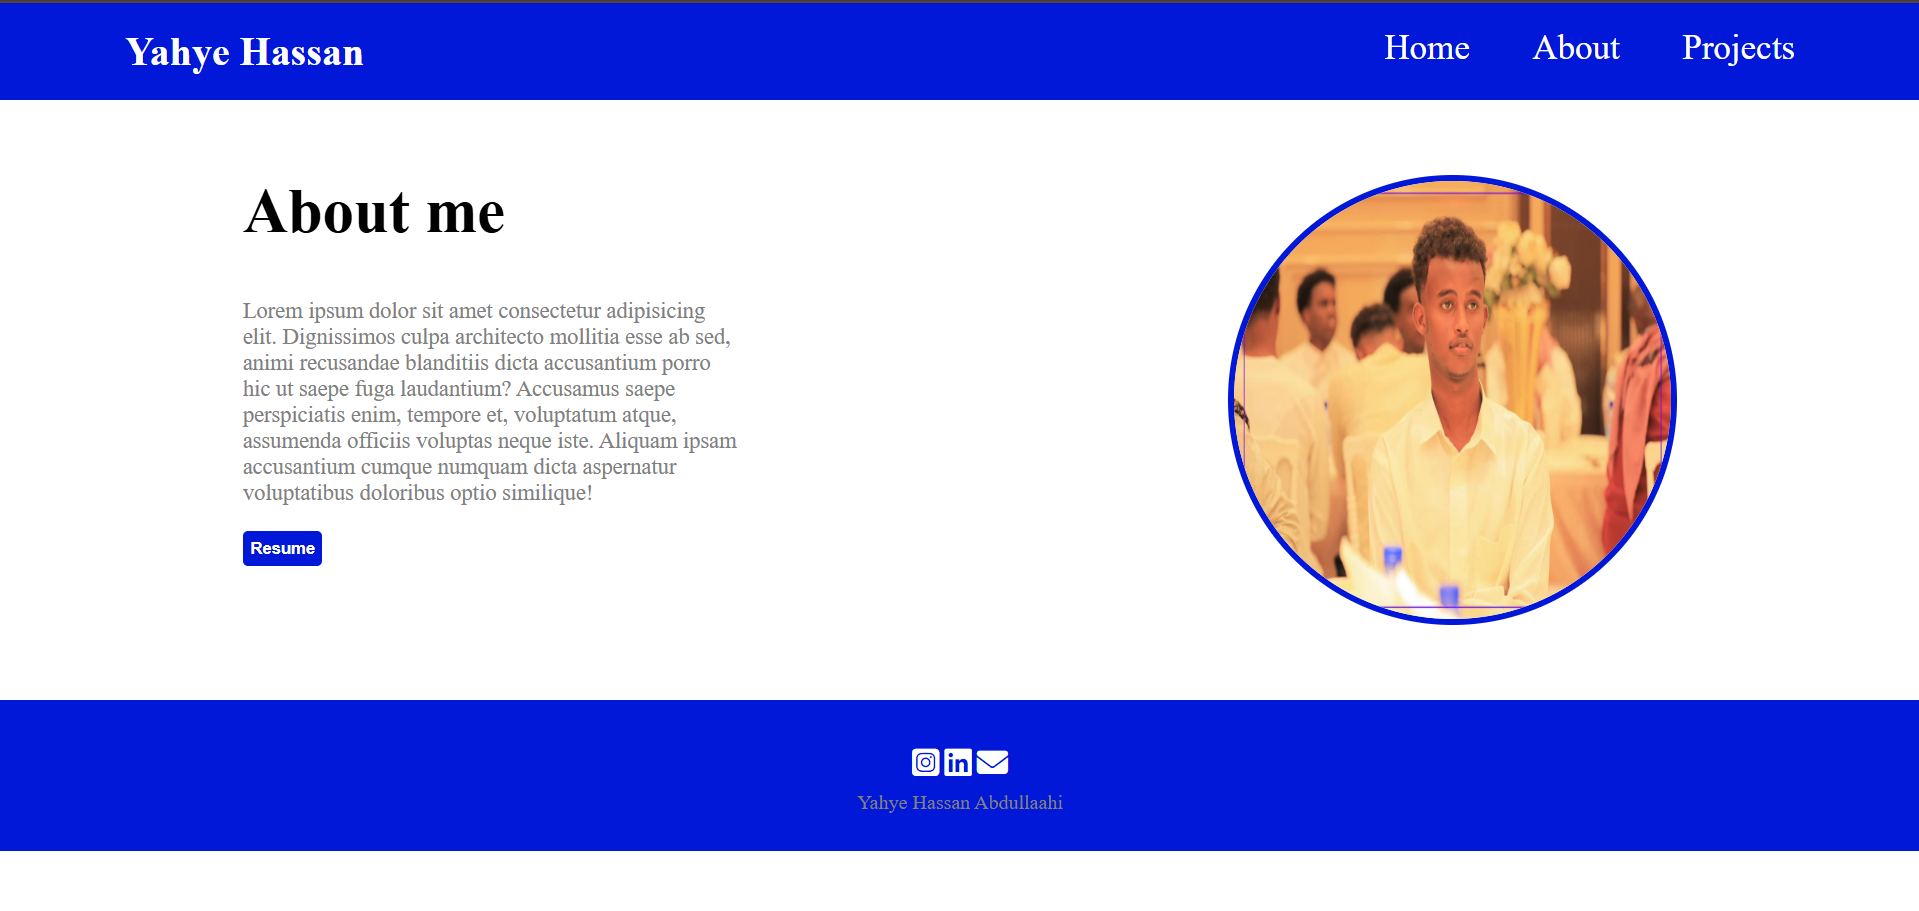 Yahye Hassan
Home About Projects
About me
Lorem ipsum dolor sit amet consectetur adipisicing
elit. Dignissimos culpa architecto mollitia esse ab sed,
animi recusandae blanditiis dicta accusantium porro
hic ut saepe fuga laudantium? Accusamus saepe
perspiciatis enim, tempore et, voluptatum atque,
assumenda officiis voluptas neque iste. Aliquam ipsam
accusantium cumque numquam dicta aspernatur
voluptatibus doloribus optio similique!
Resume
in
Yahye Hassan Abdullaahi